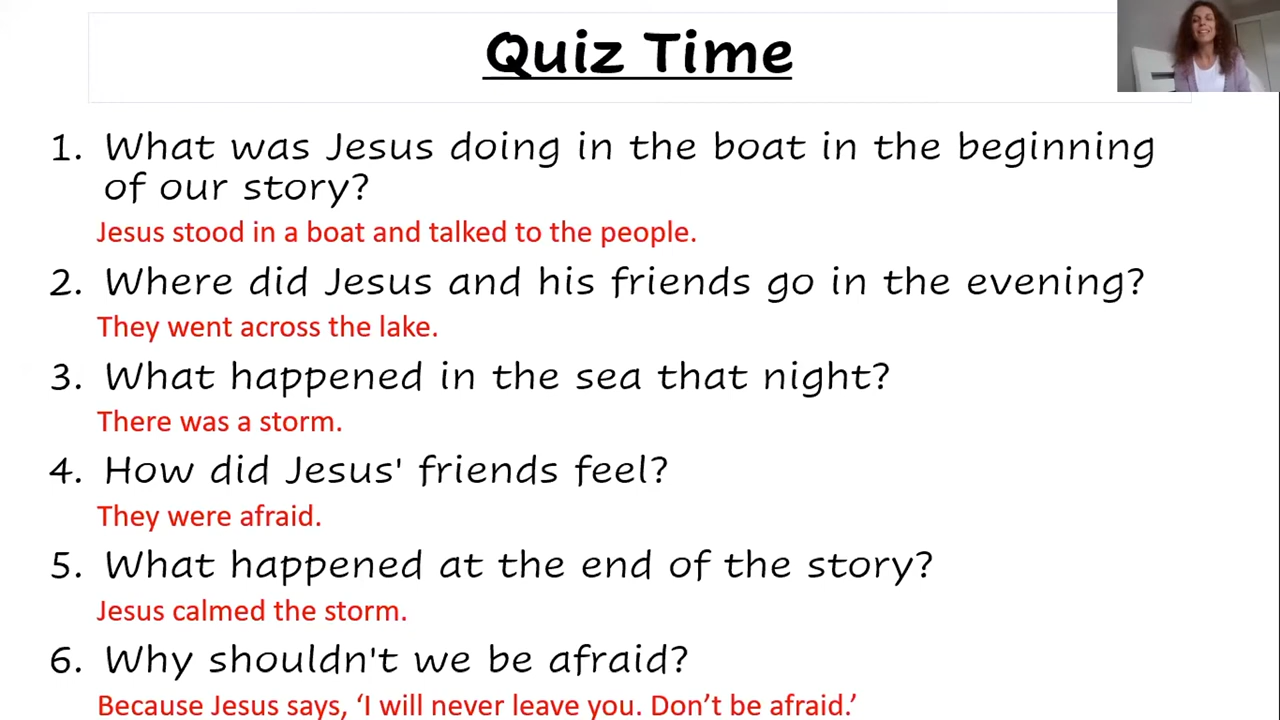 Quiz Time
1. What was Jesus doing in the boat in the beginning
of our story?
Jesus stood in a boat and talked to the people.
2. Where did Jesus and his friends go in the evening?
They went across the lake.
3. What happened in the sea that night?
There was a storm.
4. How did Jesus' friends feel?
They were afraid.
5. What happened at the end of the story?
Jesus calmed the storm.
6. Why shouldn't we be afraid?
Because Jesus says, ‘I will never leave you. Don’t be afraid.’